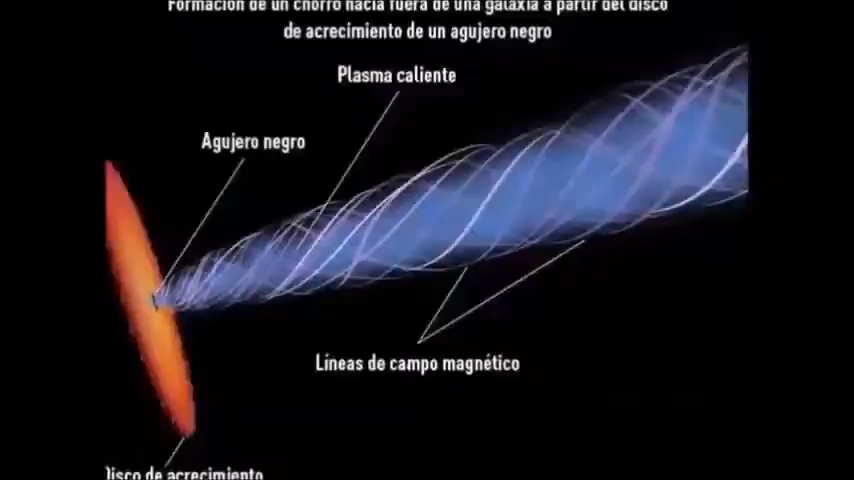 Formación de un chorro hacia fuera de una galaxia a partir del disco
de acrecimiento de un agujero negro
Plasma caliente
Agujero negro
Líneas de campo magnético
Disco de acrecimiento